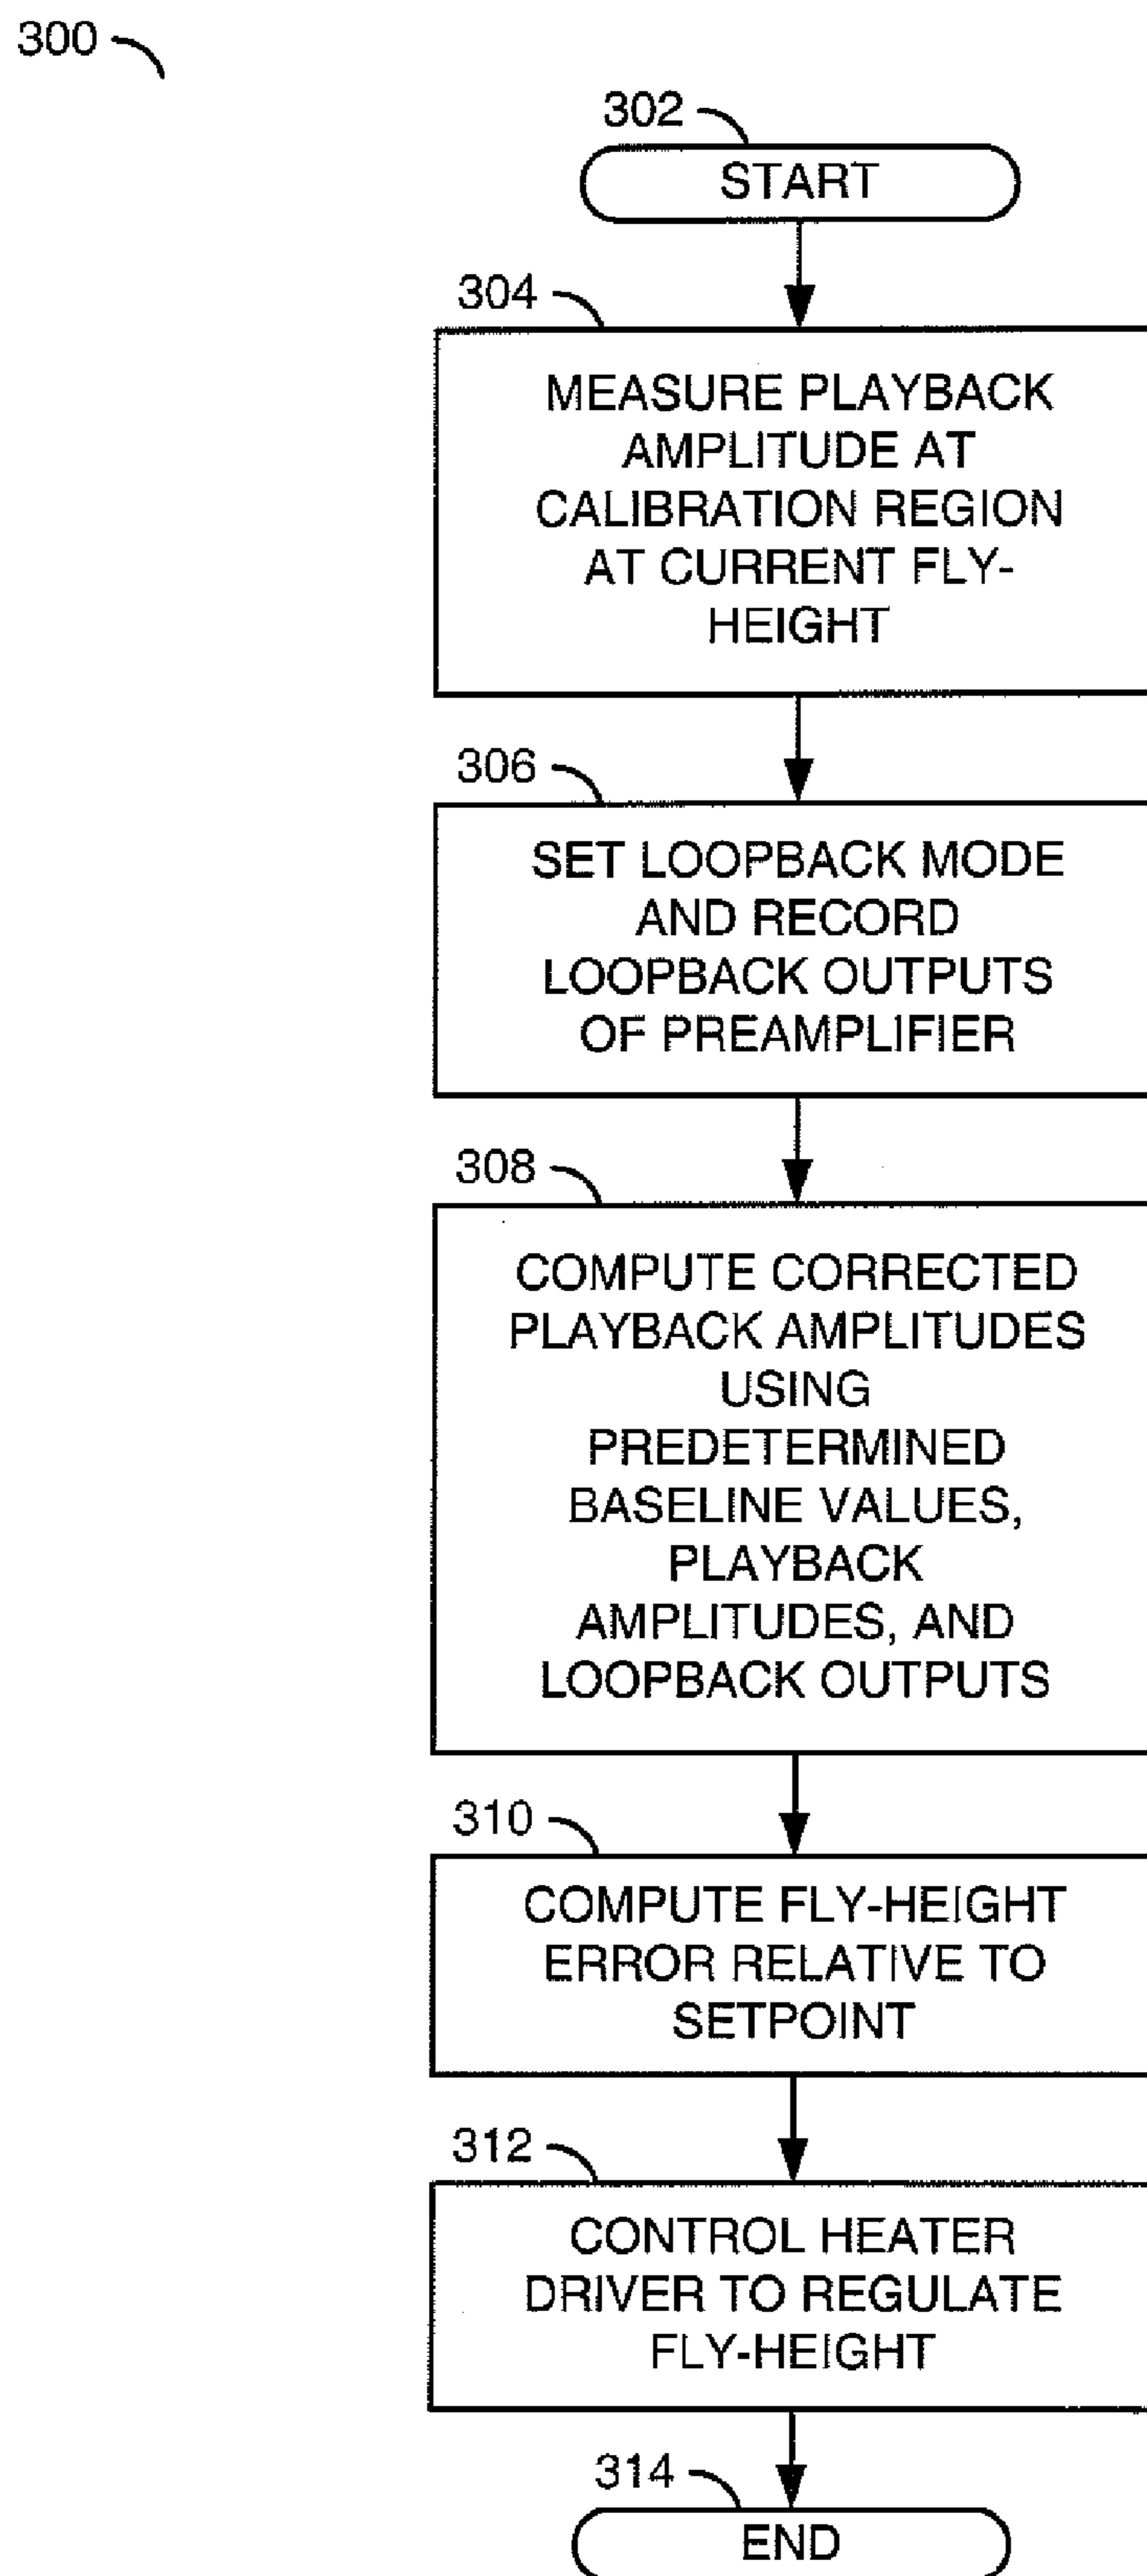 300
302
START
304
MEASURE PLAYBACK
AMPLITUDE AT
CALIBRATION REGION
AT CURRENT FLY-
HEIGHT
306
SET LOOPBACK MODE
AND RECORD
LOOPBACK OUTPUTS
OF PREAMPLIFIER
308
COMPUTE CORRECTED
PLAYBACK AMPLITUDES
USING
PREDETERMINED
BASELINE VALUES,
PLAYBACK
AMPLITUDES, AND
LOOPBACK OUTPUTS
310
COMPUTE FLY-HEIGHT
ERROR RELATIVE TO
SETPOINT
312
CONTROL HEATER
DRIVER TO REGULATE
FLY-HEIGHT
314
END